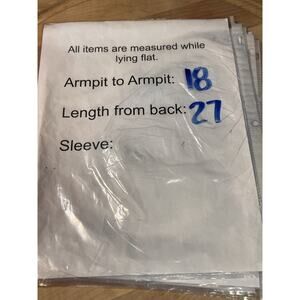 All items are measured while
lying flat.
Armpit to Armpit: 18
Length from back: 27
Sleeve: